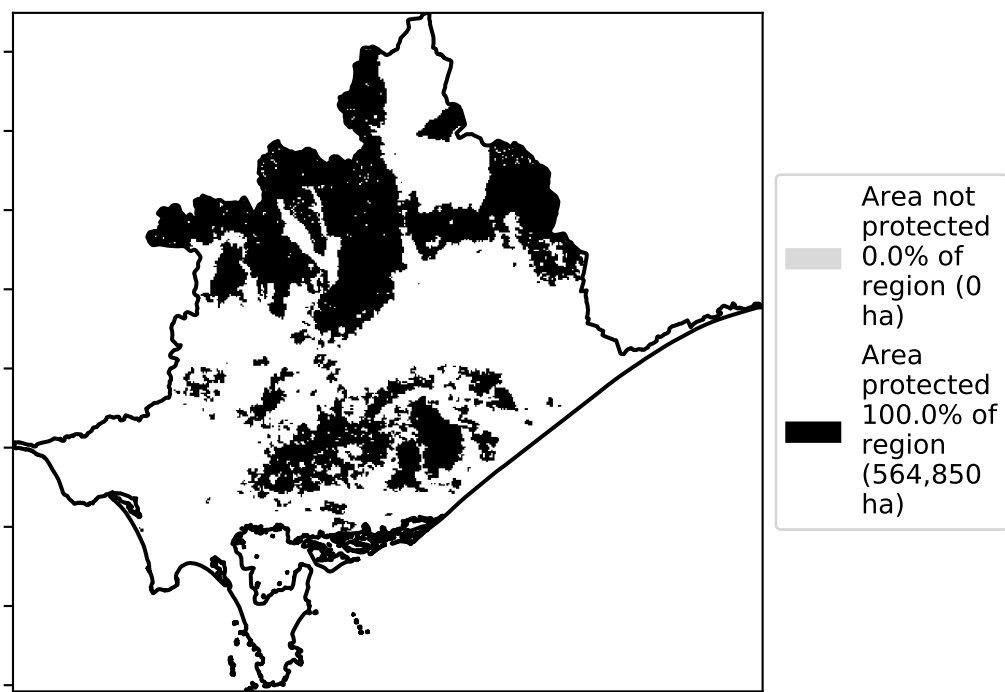 Area not
protected
0.0% of
region (0
ha)
Area
protected
100.0% of
region
(564,850
ha)